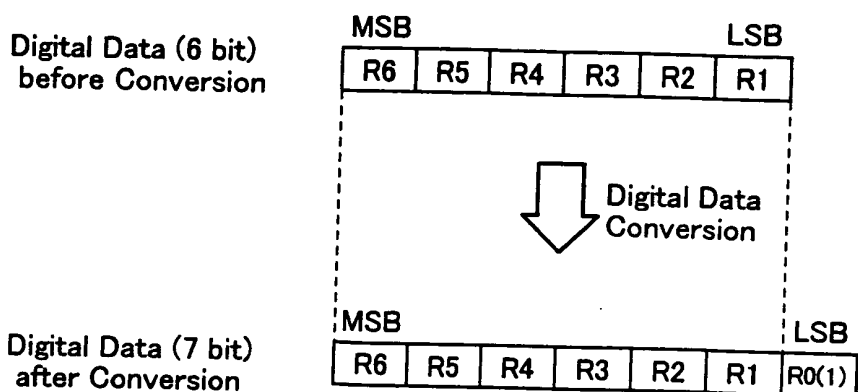 MSB LSB
Digital Data (6 bit)
before Conversion
R6 R5 R4 R3 R2 R1
Digital Data
Conversion
MSB LSB
Digital Data (7 bit)
after Conversion
R6 R5 R4 R3 R2 R1 R0(1)